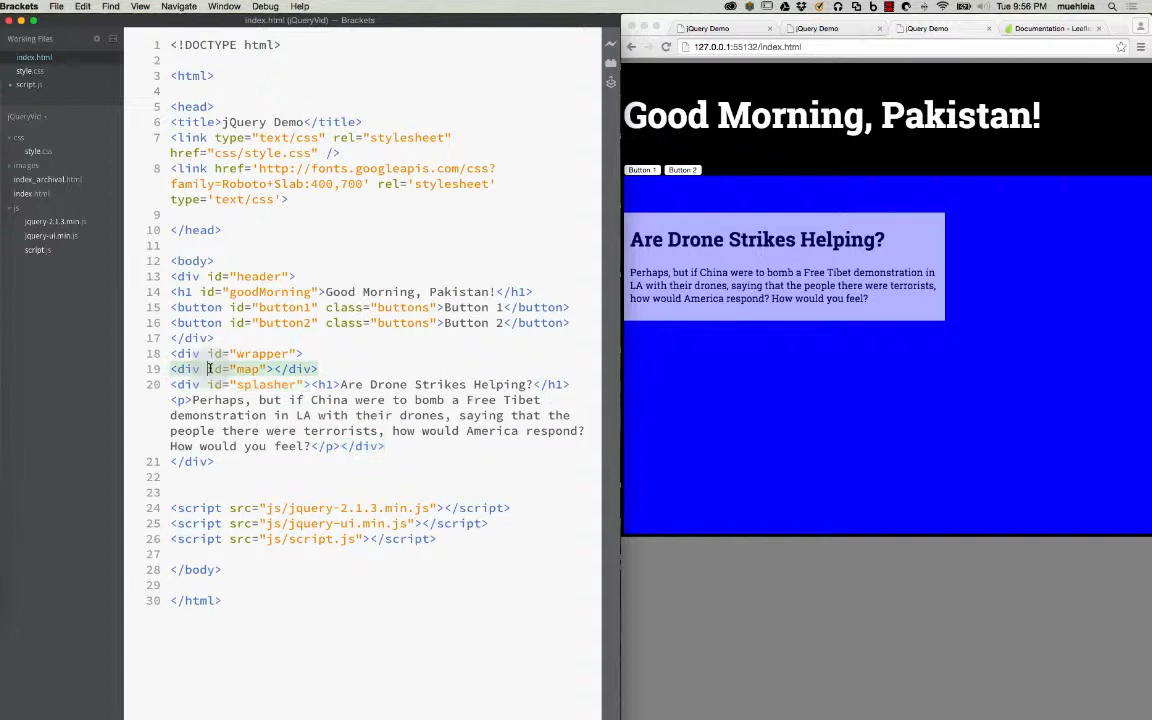 Brackets File Edit Find View Navigate Window Debug Help
Tue 9:56 PM muehleia
index.html (jQueryVid) — Brackets
Working Files
index.html
style.css
script.js
jQueryVid
css
style.css
images
index_archival.html
index.html
js
jquery-2.1.3.min.js
jquery-ui.min.js
script.js
1 <!DOCTYPE html>
2
3 <html>
4
5 <head>
6 <title>jQuery Demo</title>
7 <link type="text/css" rel="stylesheet"
href="css/style.css" />
8 <link href='http://fonts.googleapis.com/css?
family=Roboto+Slab:400,700' rel='stylesheet'
type='text/css'>
9
10 </head>
11
12 <body>
13 <div id="header">
14 <h1 id="goodMorning">Good Morning, Pakistan!</h1>
15 <button id="button1" class="buttons">Button 1</button>
16 <button id="button2" class="buttons">Button 2</button>
17 </div>
18 <div id="wrapper">
19 <div id="map"></div>
20 <div id="splasher"><h1>Are Drone Strikes Helping?</h1>
<p>Perhaps, but if China were to bomb a Free Tibet
demonstration in LA with their drones, saying that the
people there were terrorists, how would America respond?
How would you feel?</p></div>
21 </div>
22
23
24 <script src="js/jquery-2.1.3.min.js"></script>
25 <script src="js/jquery-ui.min.js"></script>
26 <script src="js/script.js"></script>
27
28 </body>
29
30 </html>
jQuery Demo
jQuery Demo
jQuery Demo
Documentation - Leafl
127.0.0.1:55132/index.html
Good Morning, Pakistan!
Button 1 Button 2
Are Drone Strikes Helping?
Perhaps, but if China were to bomb a Free Tibet demonstration in
LA with their drones, saying that the people there were terrorists,
how would America respond? How would you feel?